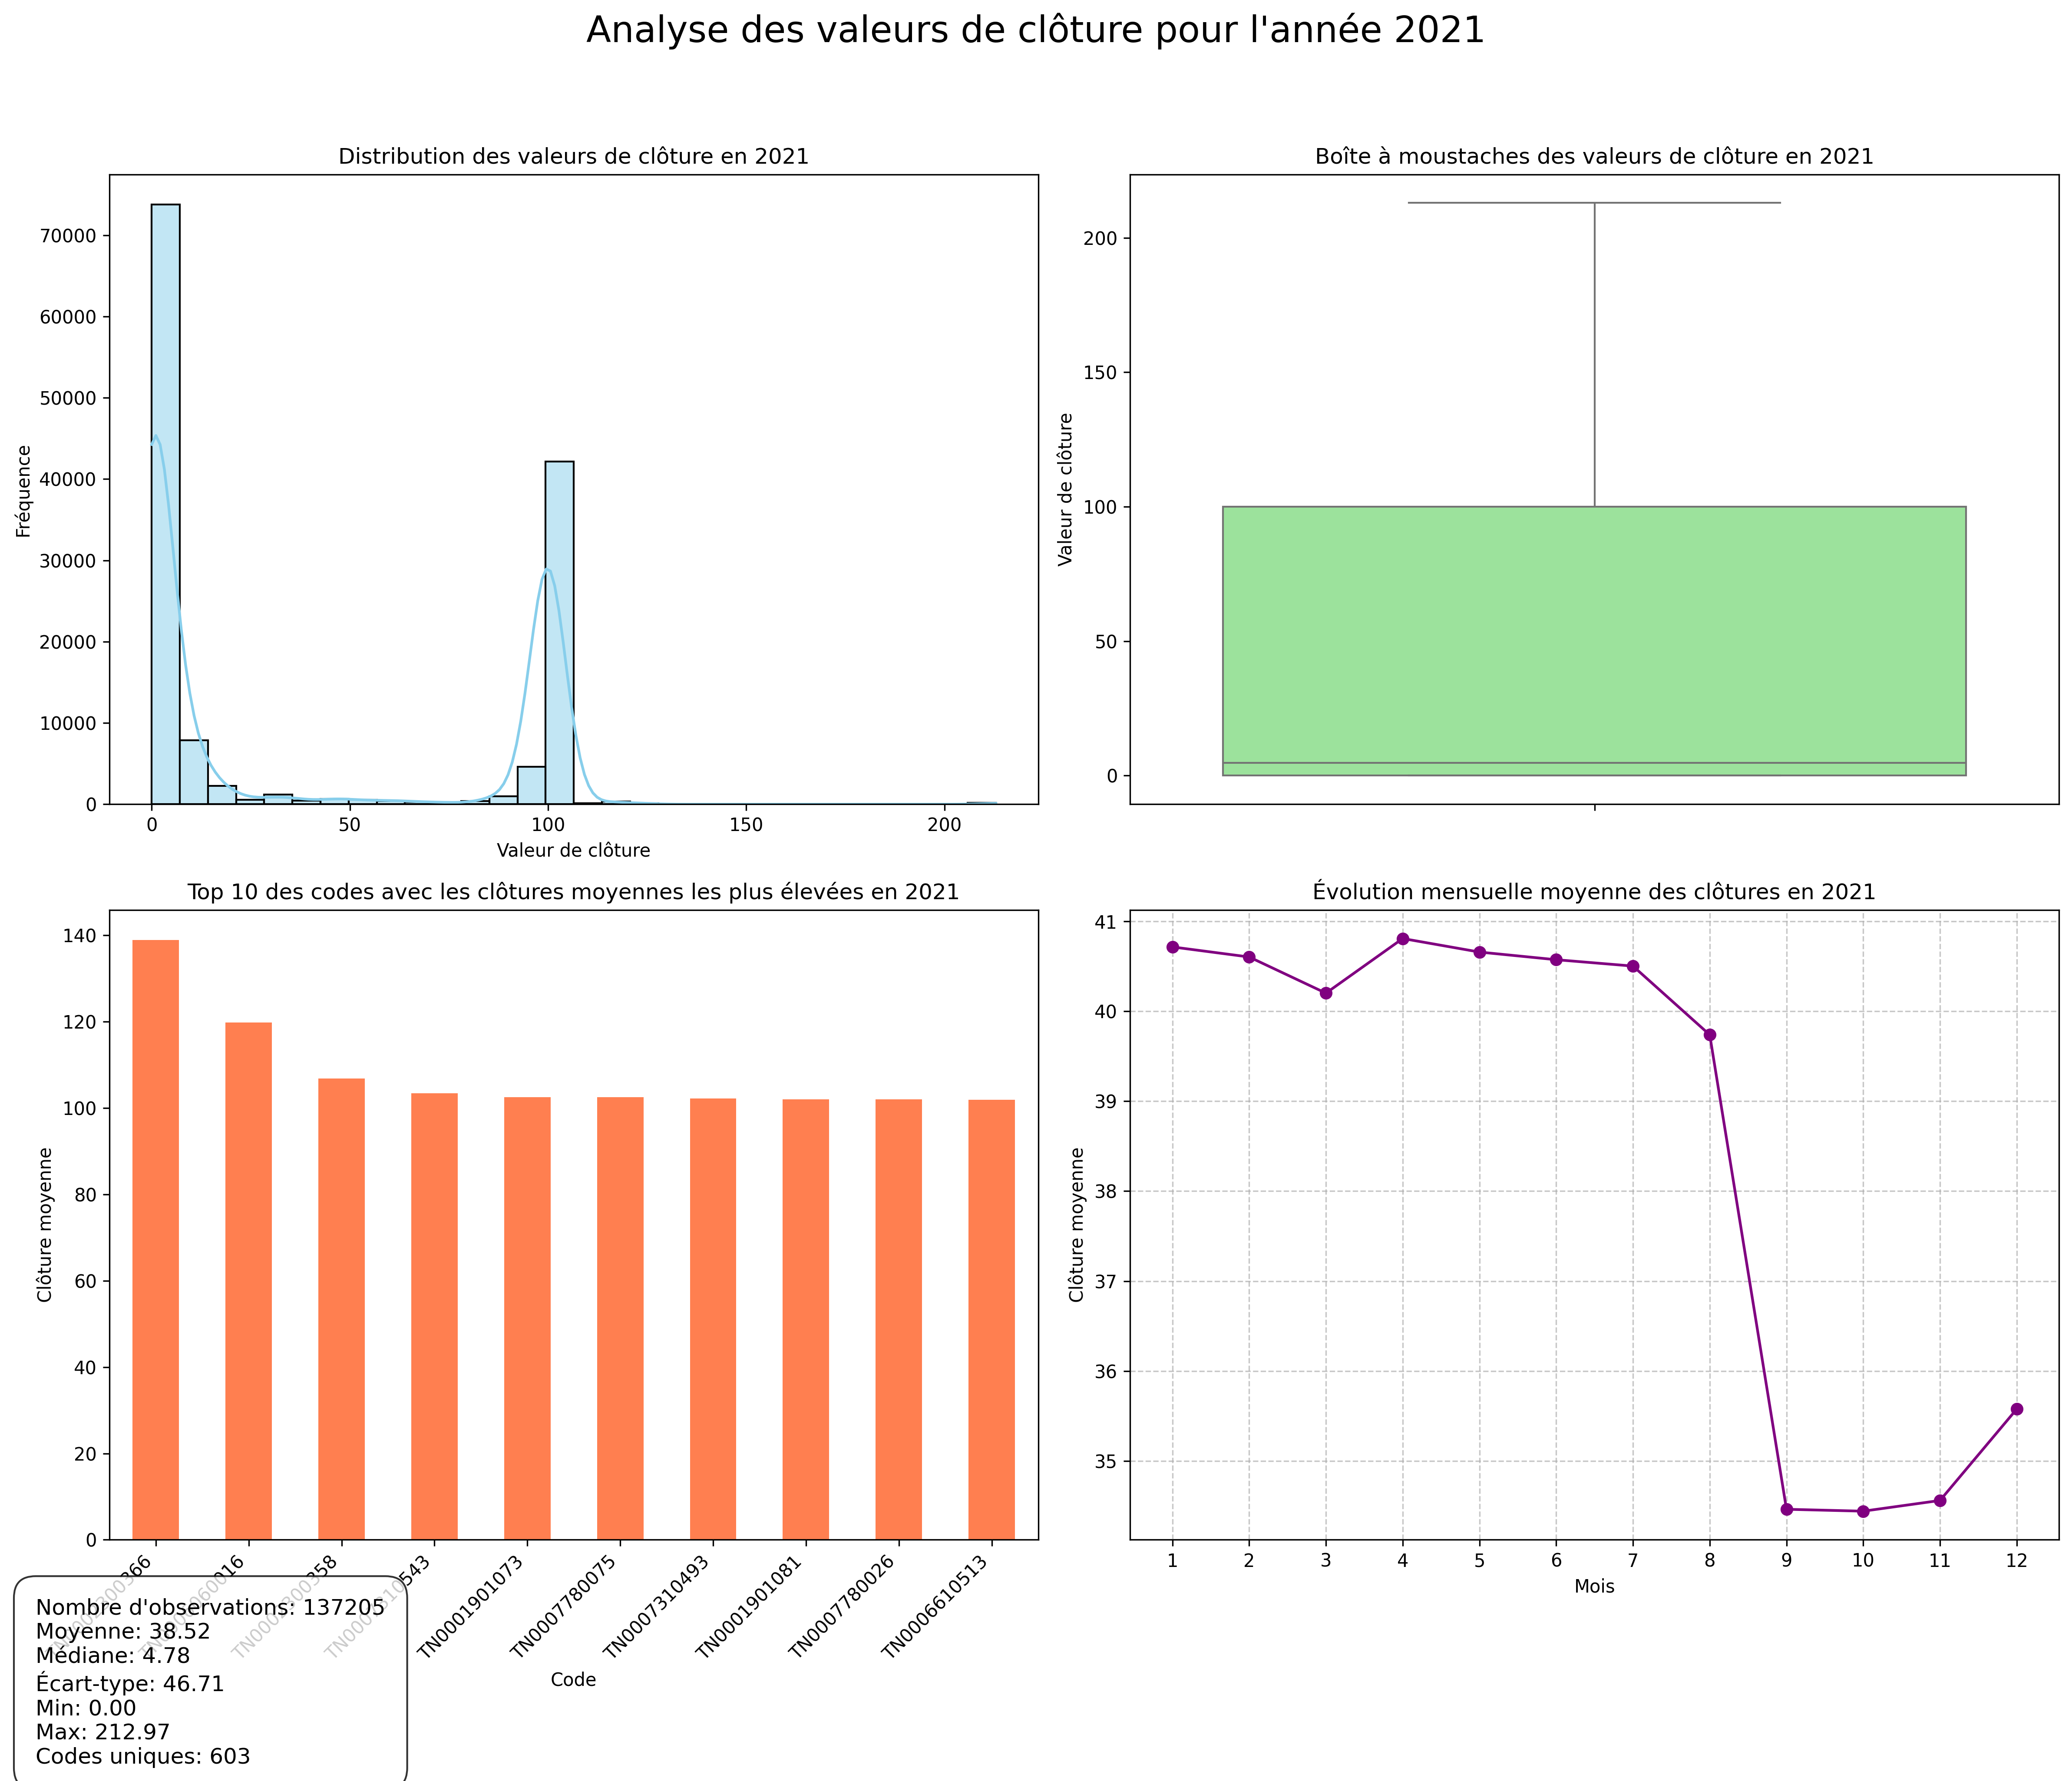 Analyse des valeurs de clôture pour l'année 2021
Distribution des valeurs de clôture en 2021
Fréquence
70000
60000
50000
40000
30000
20000
10000
0
0 50 100 150 200
Valeur de clôture
Boîte à moustaches des valeurs de clôture en 2021
Valeur de clôture
200
150
100
50
0
Top 10 des codes avec les clôtures moyennes les plus élevées en 2021
Clôture moyenne
140
120
100
80
60
40
20
0
TN0001901073
TN0007780075
TN0007310493
TN0001901081
TN0007780026
TN0006610513
Code
Évolution mensuelle moyenne des clôtures en 2021
Clôture moyenne
41
40
39
38
37
36
35
1 2 3 4 5 6 7 8 9 10 11 12
Mois
Nombre d'observations: 137205
Moyenne: 38.52
Médiane: 4.78
Écart-type: 46.71
Min: 0.00
Max: 212.97
Codes uniques: 603